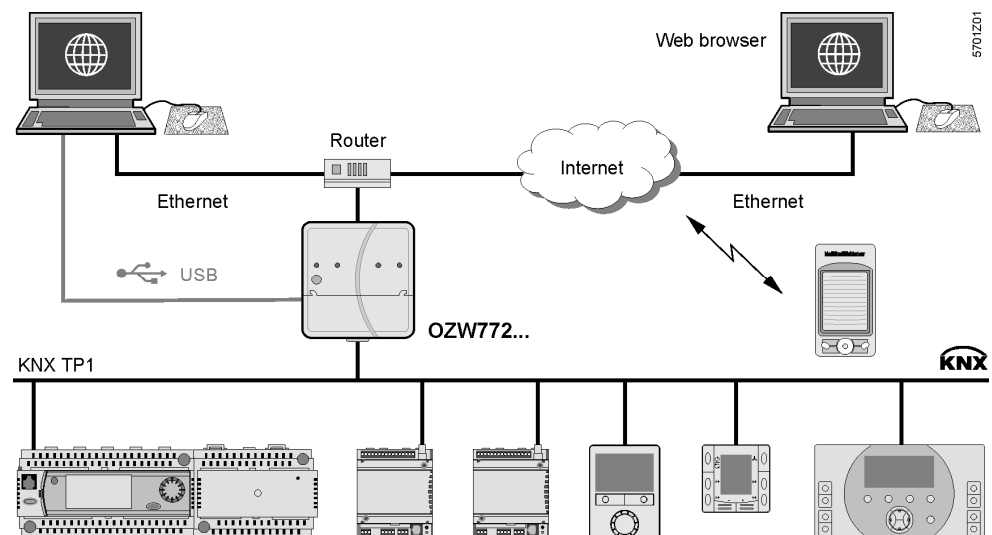 Web browser
5701Z01
Router
Internet
Ethernet
Ethernet
USB
OZW772...
KNX TP1
KNX